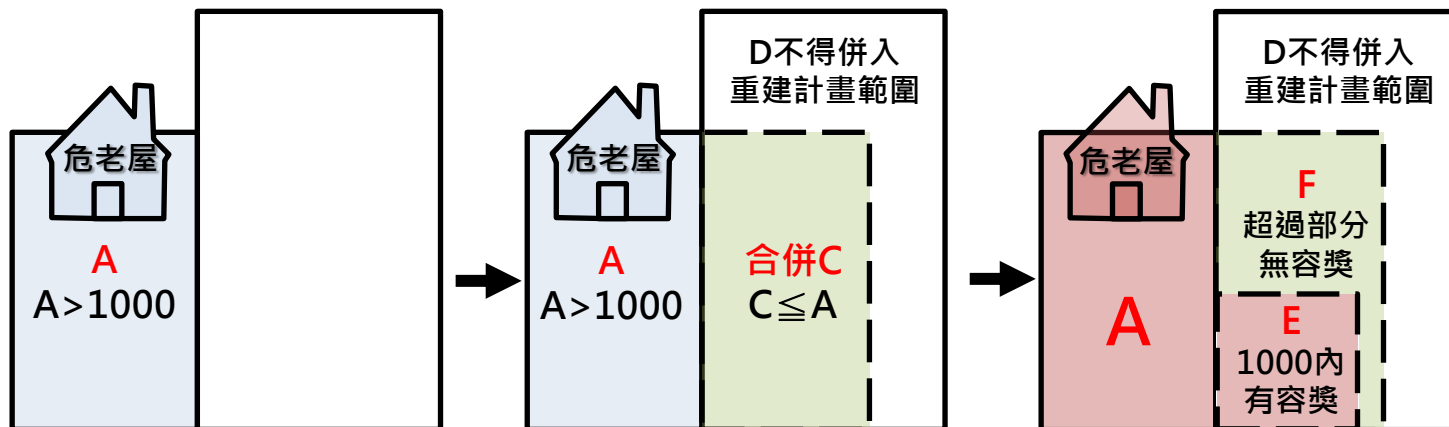 危老屋
A
A>1000
D不得併入
重建計畫範圍
危老屋
A
A>1000
合併C
C≦A
D不得併入
重建計畫範圍
危老屋
A
F
超過部分
無容獎
E
1000內
有容獎